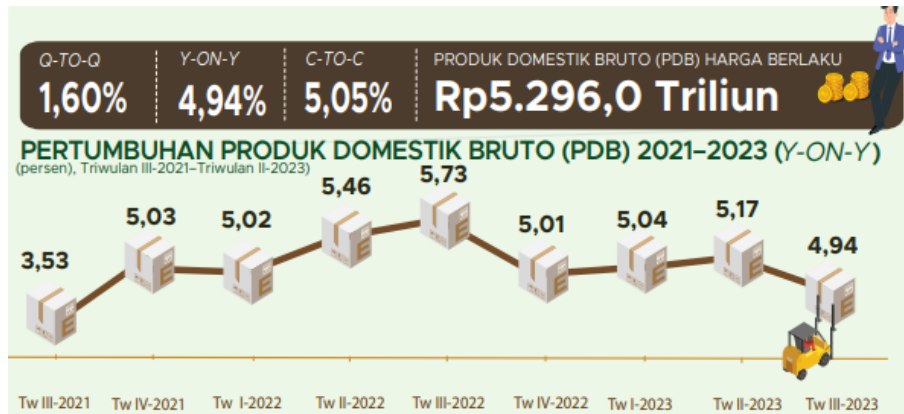 Q-TO-Q
1,60%
Y-ON-Y
4,94%
C-TO-C
5,05%
PRODUK DOMESTIK BRUTO (PDB) HARGA BERLAKU
Rp5.296,0 Triliun
PERTUMBUHAN PRODUK DOMESTIK BRUTO (PDB) 2021–2023 (Y-ON-Y)
(persen), Triwulan III-2021–Triwulan II-2023)
3,53
5,03
5,02
5,46
5,73
5,01
5,04
5,17
4,94
Tw III-2021
Tw IV-2021
Tw I-2022
Tw II-2022
Tw III-2022
Tw IV-2022
Tw I-2023
Tw II-2023
Tw III-2023